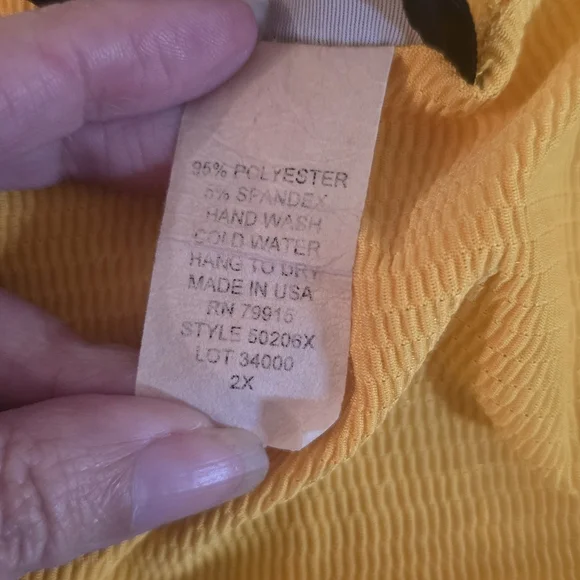 95% POLYESTER
5% SPANDEX
HAND WASH
COLD WATER
HANG TO DRY
MADE IN USA
RN 79915
STYLE 50206X
LOT 34000
2X